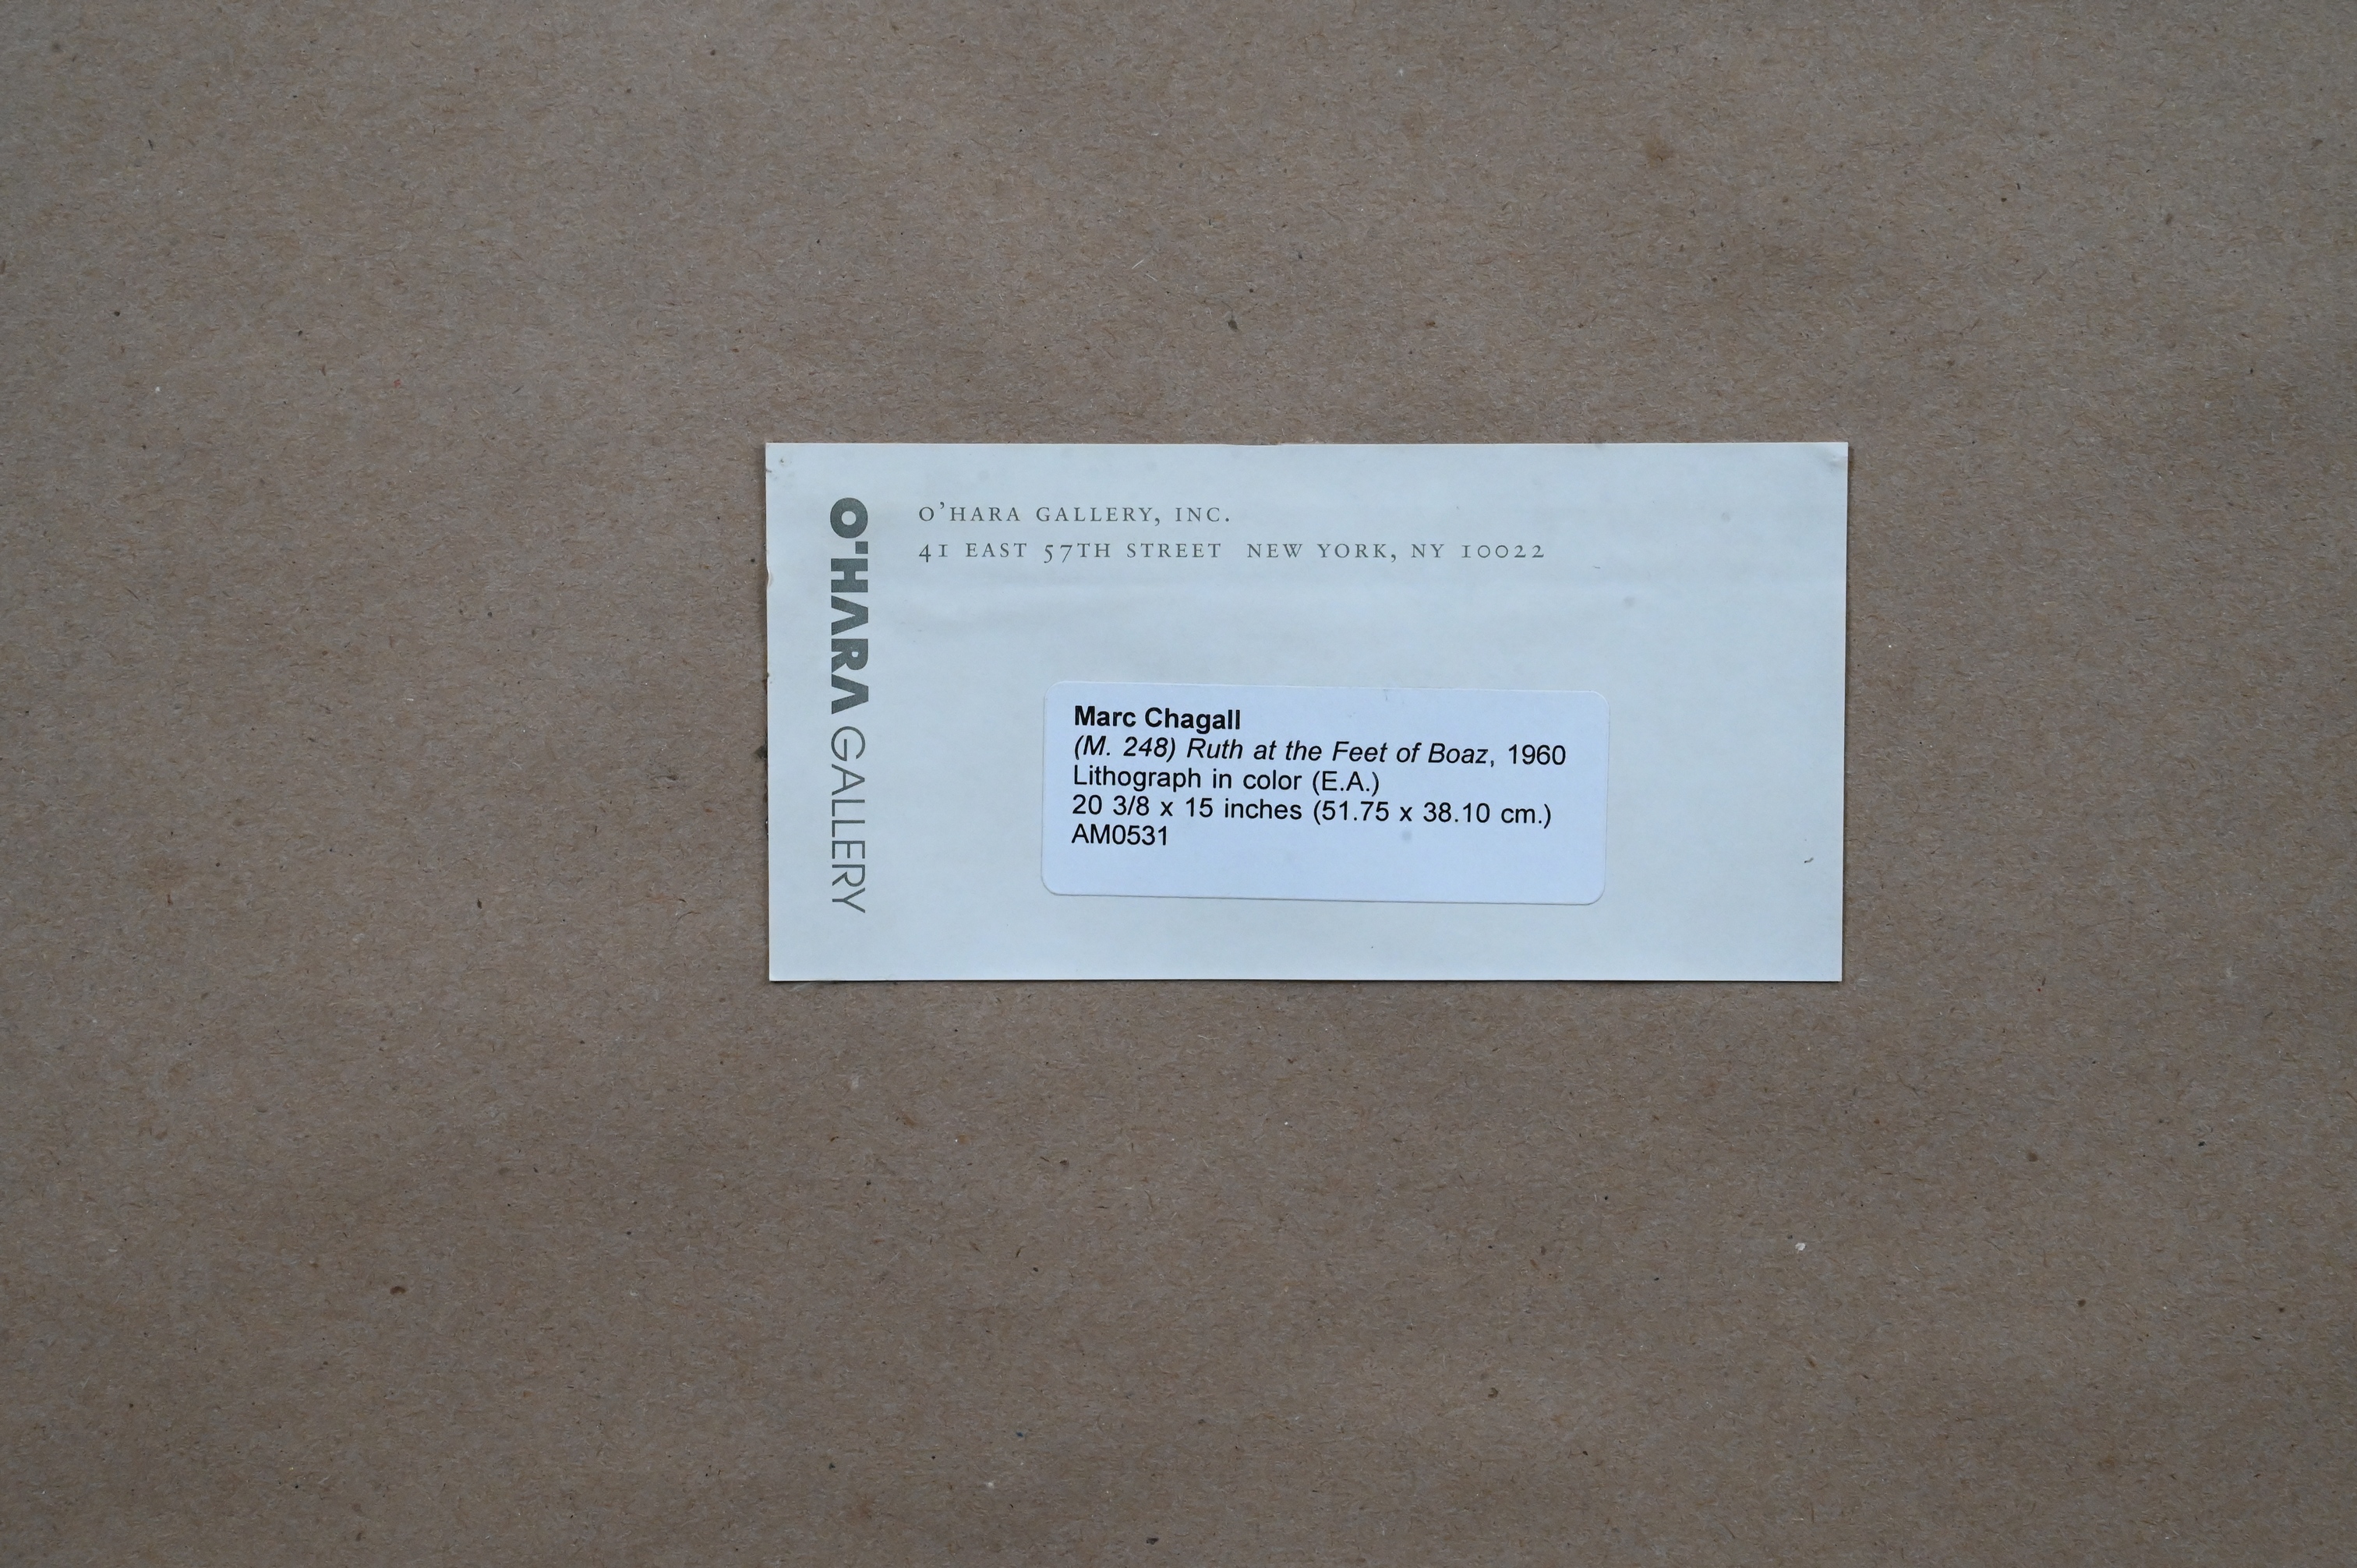 O'HARA GALLERY
O'HARA GALLERY, INC.
41 EAST 57TH STREET NEW YORK, NY 10022
Marc Chagall
(M. 248) Ruth at the Feet of Boaz, 1960
Lithograph in color (E.A.)
20 3/8 x 15 inches (51.75 x 38.10 cm.)
AM0531